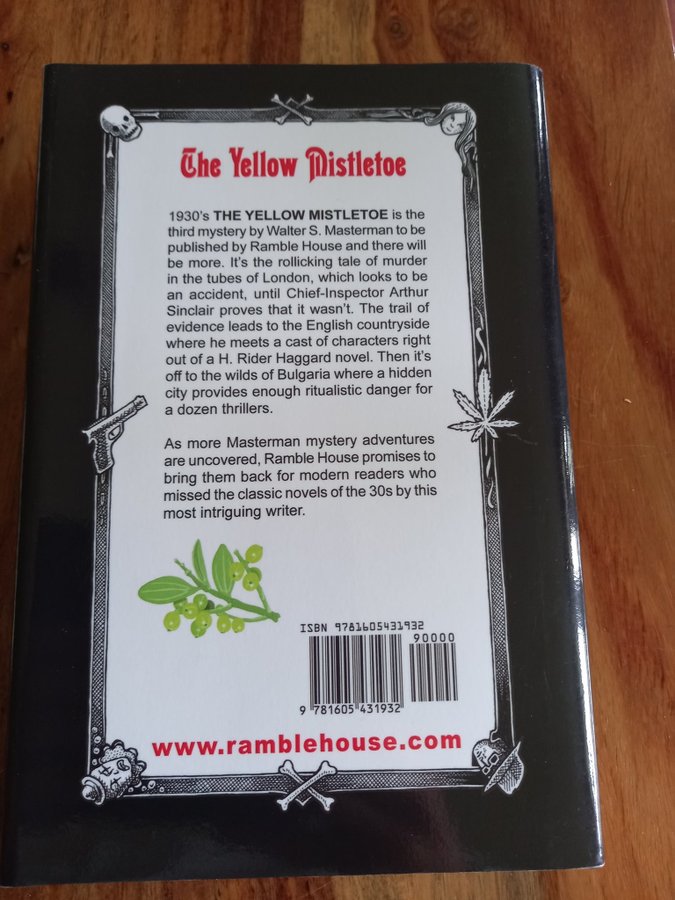 The Yellow Mistletoe
1930's THE YELLOW MISTLETOE is the
third mystery by Walter S. Masterman to be
published by Ramble House and there will
be more. It's the rollicking tale of murder
in the tubes of London, which looks to be
an accident, until Chief-Inspector Arthur
Sinclair proves that it wasn't. The trail of
evidence leads to the English countryside
where he meets a cast of characters right
out of a H. Rider Haggard novel. Then it's
off to the wilds of Bulgaria where a hidden
city provides enough ritualistic danger for
a dozen thrillers.
As more Masterman mystery adventures
are uncovered, Ramble House promises to
bring them back for modern readers who
missed the classic novels of the 30s by this
most intriguing writer.
ISBN 9781605431932
90000
9 781605 431932
www.ramblehouse.com